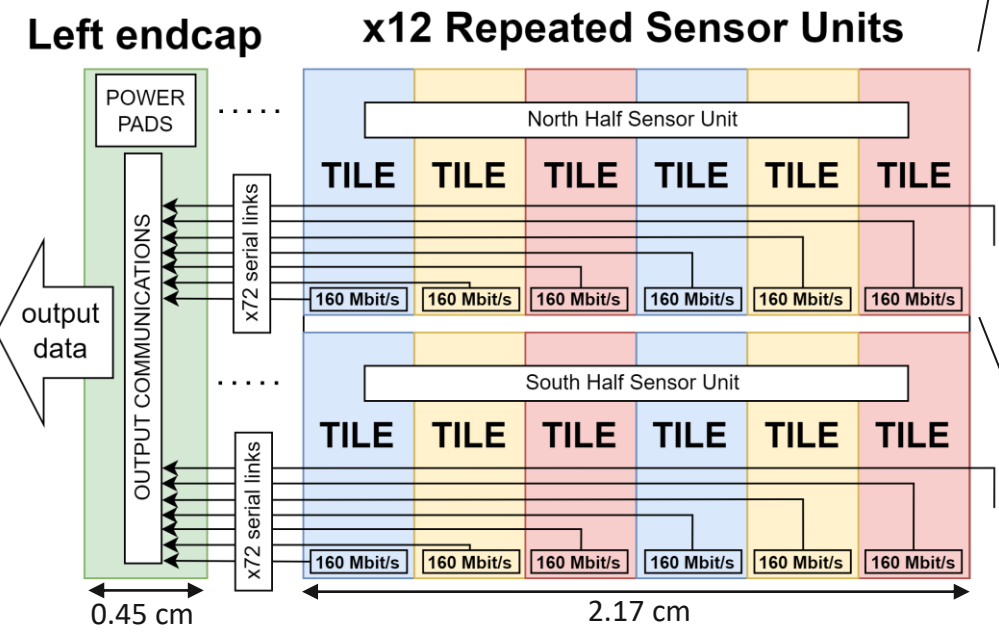 Left endcap
x12 Repeated Sensor Units
POWER
PADS
.....
North Half Sensor Unit
TILE TILE TILE TILE TILE TILE
x72 serial links
OUTPUT COMMUNICATIONS
160 Mbit/s 160 Mbit/s 160 Mbit/s 160 Mbit/s 160 Mbit/s 160 Mbit/s
output
data
.....
South Half Sensor Unit
TILE TILE TILE TILE TILE TILE
x72 serial links
160 Mbit/s 160 Mbit/s 160 Mbit/s 160 Mbit/s 160 Mbit/s 160 Mbit/s
0.45 cm
2.17 cm